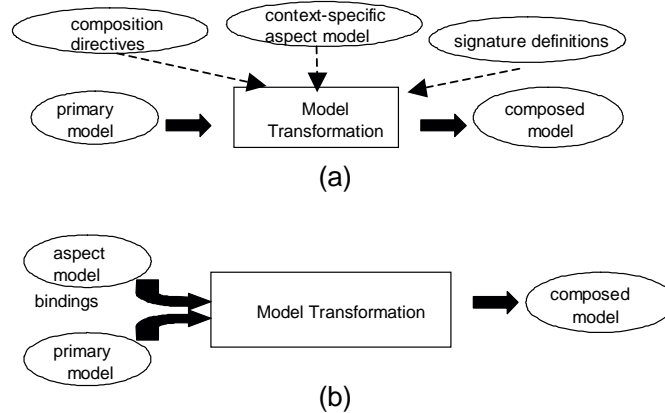 composition
directives
context-specific
aspect model
signature definitions
primary
model
Model
Transformation
composed
model
(a)
aspect
model
bindings
primary
model
Model Transformation
composed
model
(b)